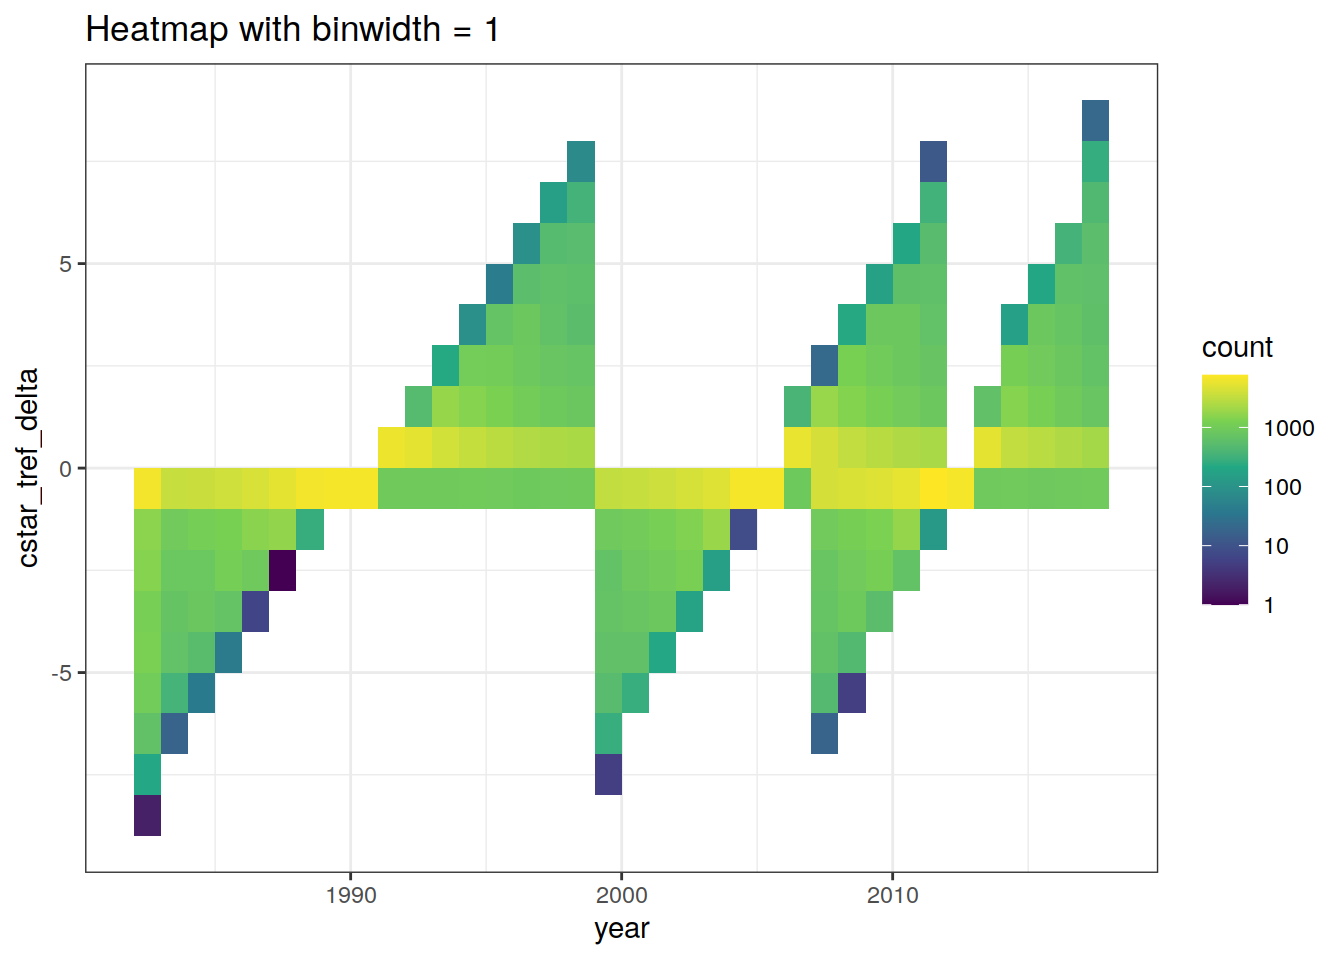 Heatmap with binwidth = 1
cstar_tref_delta
5
0
-5
1990
2000
2010
year
count
1000
100
10
1